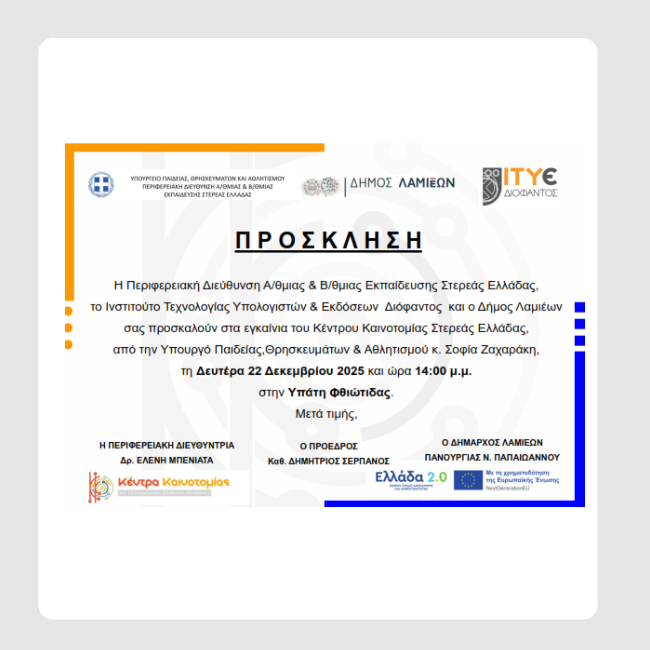 ΥΠΟΥΡΓΕΙΟ ΠΑΙΔΕΙΑΣ, ΘΡΗΣΚΕΥΜΑΤΩΝ ΚΑΙ ΑΘΛΗΤΙΣΜΟΥ
ΠΕΡΙΦΕΡΕΙΑΚΗ ΔΙΕΥΘΥΝΣΗ Α/ΘΜΙΑΣ & Β/ΘΜΙΑΣ
ΕΚΠΑΙΔΕΥΣΗΣ ΣΤΕΡΕΑΣ ΕΛΛΑΔΑΣ
ΔΗΜΟΣ ΛΑΜΙΕΩΝ
ΙΤΥΕ
ΔΙΟΦΑΝΤΟΣ
ΠΡΟΣΚΛΗΣΗ
Η Περιφερειακή Διεύθυνση Α/θμιας & Β/θμιας Εκπαίδευσης Στερεάς Ελλάδας,
το Ινστιτούτο Τεχνολογίας Υπολογιστών & Εκδόσεων Διόφαντος και ο Δήμος Λαμιέων
σας προσκαλούν στα εγκαίνια του Κέντρου Καινοτομίας Στερεάς Ελλάδας,
από την Υπουργό Παιδείας,Θρησκευμάτων & Αθλητισμού κ. Σοφία Ζαχαράκη,
τη Δευτέρα 22 Δεκεμβρίου 2025 και ώρα 14:00 μ.μ.
στην Υπάτη Φθιώτιδας.
Μετά τιμής,
Η ΠΕΡΙΦΕΡΕΙΑΚΗ ΔΙΕΥΘΥΝΤΡΙΑ
Δρ. ΕΛΕΝΗ ΜΠΕΝΙΑΤΑ
Ο ΠΡΟΕΔΡΟΣ
Καθ. ΔΗΜΗΤΡΙΟΣ ΣΕΡΠΑΝΟΣ
Ο ΔΗΜΑΡΧΟΣ ΛΑΜΙΕΩΝ
ΠΑΝΟΥΡΓΙΑΣ Ν. ΠΑΠΑΙΩΑΝΝΟΥ
Κέντρα Καινοτομίας
Ελλάδα 2.0
Με τη χρηματοδότηση
της Ευρωπαϊκής Ένωσης
NextGenerationEU